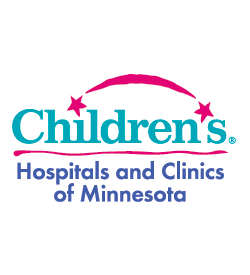 Children's®
Hospitals and Clinics
of Minnesota